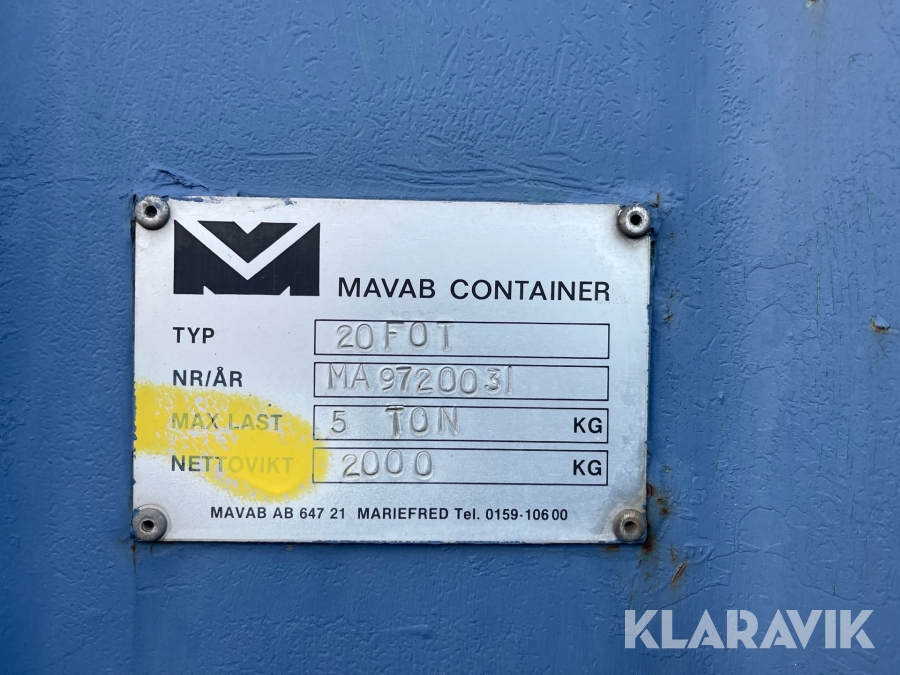 MAVAB CONTAINER
TYP 20 FOT
NR/ÅR MA 9720031
MAX LAST 5 TON KG
NETTOVIKT 2000 KG
MAVAB AB 647 21 MARIEFRED Tel. 0159-106 00
KLARAVIK